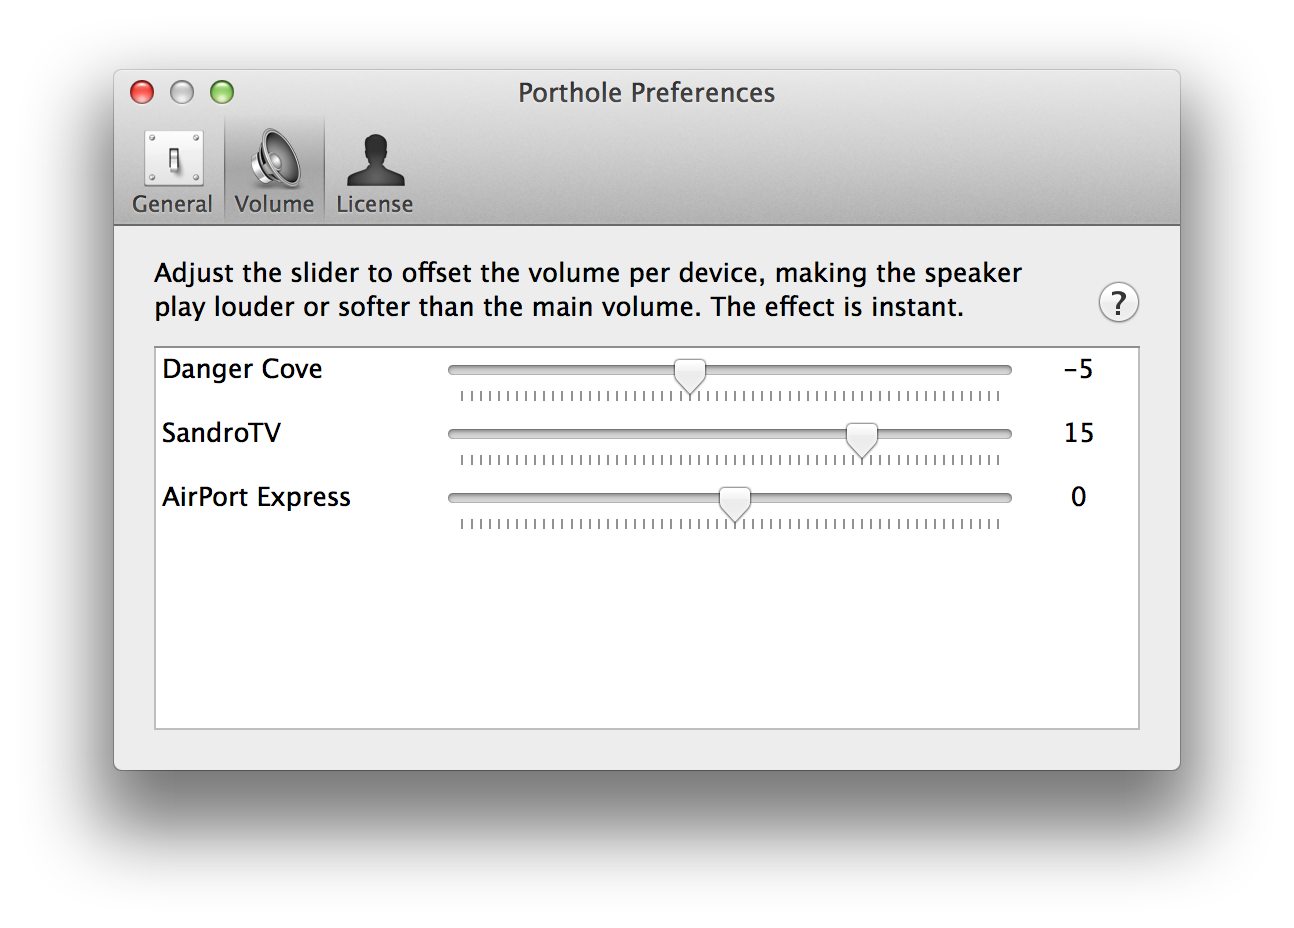 Porthole Preferences
General Volume License
Adjust the slider to offset the volume per device, making the speaker
play louder or softer than the main volume. The effect is instant.
?
Danger Cove -5
SandroTV 15
AirPort Express 0